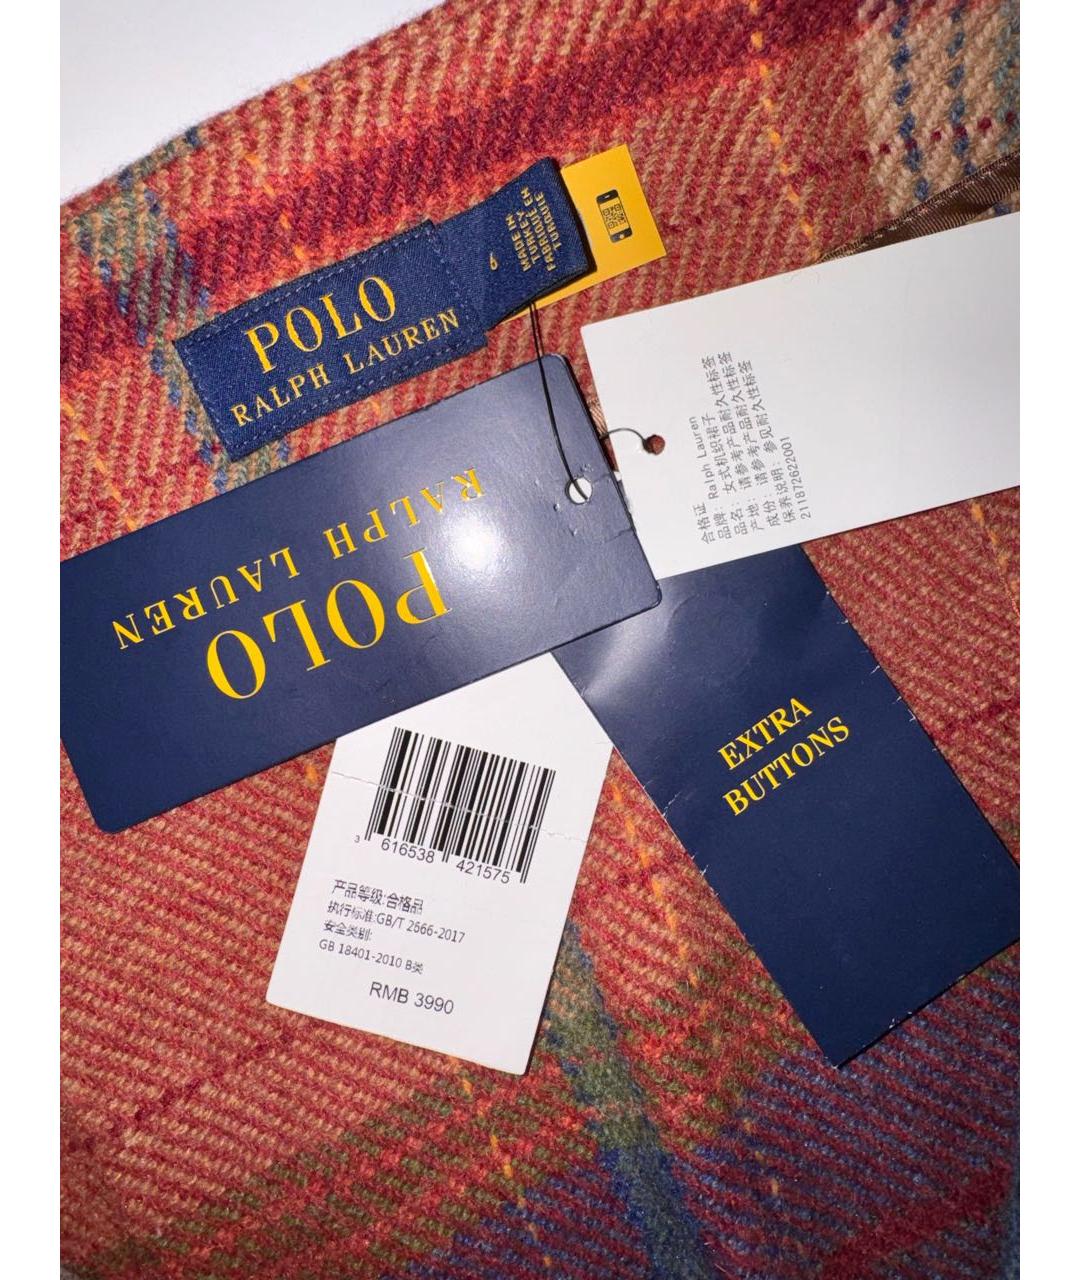 POLO
RALPH LAUREN
6
MADE IN
TURKEY
FABRIQUÉ EN
TURQUIE
合格证
品牌: Ralph Lauren
品名: 女式机织裙子
产地: 请参考产品耐久性标签
成份: 请参考产品耐久性标签
保养说明: 参见耐久性标签
211872622001
POLO
RALPH LAUREN
EXTRA
BUTTONS
3 616538 421575
产品等级:合格品
执行标准:GB/T 2666-2017
安全类别:
GB 18401-2010 B类
RMB 3990